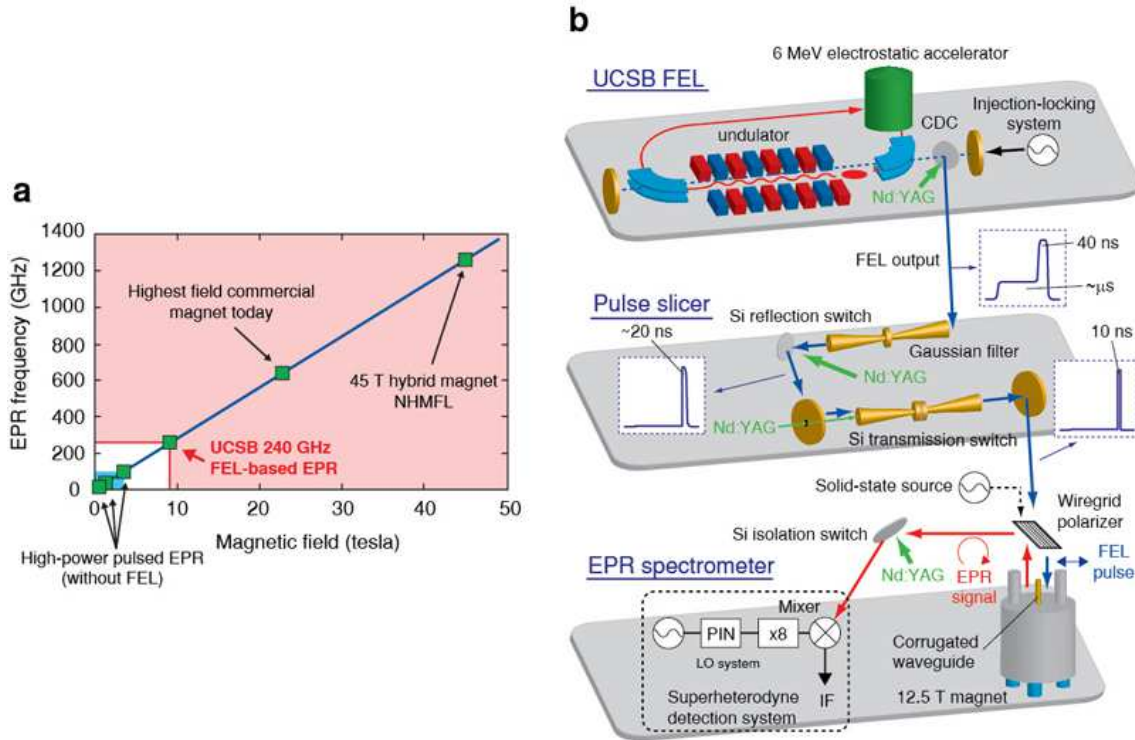 a
1400
1200
1000
800
600
400
200
0
EPR frequency (GHz)
0
10
20
30
40
50
Magnetic field (tesla)
Highest field commercial
magnet today
45 T hybrid magnet
NHMFL
UCSB 240 GHz
FEL-based EPR
High-power pulsed EPR
(without FEL)
b
6 MeV electrostatic accelerator
UCSB FEL
undulator
CDC
Injection-locking
system
Nd:YAG
FEL output
40 ns
~μs
Pulse slicer
Si reflection switch
~20 ns
Gaussian filter
Nd:YAG
10 ns
Nd:YAG
Si transmission switch
Solid-state source
Wiregrid
polarizer
Si isolation switch
EPR spectrometer
Nd:YAG
EPR
signal
FEL
pulse
Mixer
PIN
x8
LO system
IF
Superheterodyne
detection system
Corrugated
waveguide
12.5 T magnet